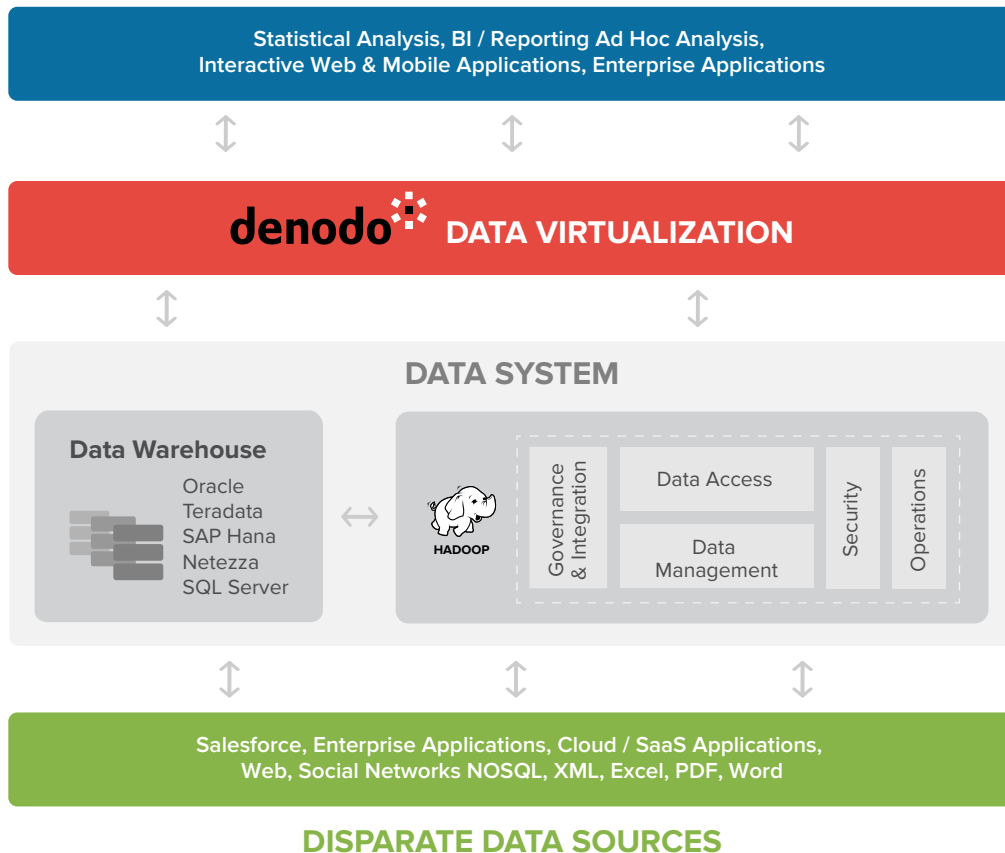 Statistical Analysis, BI / Reporting Ad Hoc Analysis,
Interactive Web & Mobile Applications, Enterprise Applications
denodo DATA VIRTUALIZATION
DATA SYSTEM
Data Warehouse
Oracle
Teradata
SAP Hana
Netezza
SQL Server
HADOOP
Governance
& Integration
Data Access
Data
Management
Security
Operations
Salesforce, Enterprise Applications, Cloud / SaaS Applications,
Web, Social Networks NOSQL, XML, Excel, PDF, Word
DISPARATE DATA SOURCES